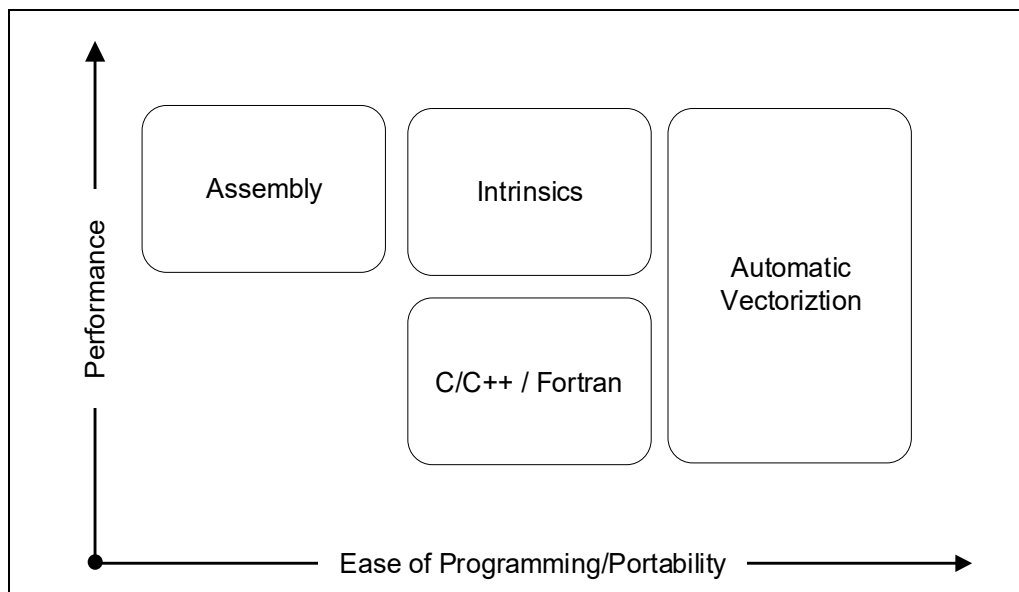 Assembly
Intrinsics
Automatic
Vectoriztion
Performance
C/C++ / Fortran
Ease of Programming/Portability